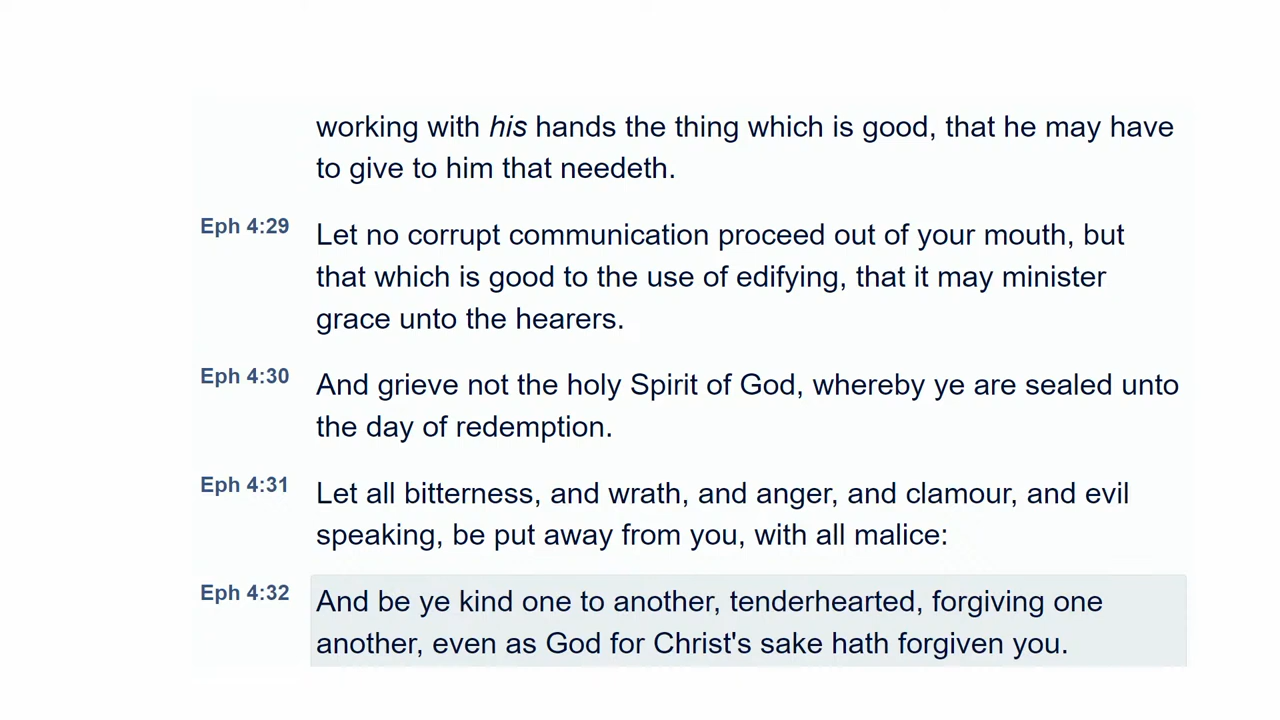 working with his hands the thing which is good, that he may have
to give to him that needeth.
Eph 4:29
Let no corrupt communication proceed out of your mouth, but
that which is good to the use of edifying, that it may minister
grace unto the hearers.
Eph 4:30
And grieve not the holy Spirit of God, whereby ye are sealed unto
the day of redemption.
Eph 4:31
Let all bitterness, and wrath, and anger, and clamour, and evil
speaking, be put away from you, with all malice:
Eph 4:32
And be ye kind one to another, tenderhearted, forgiving one
another, even as God for Christ's sake hath forgiven you.